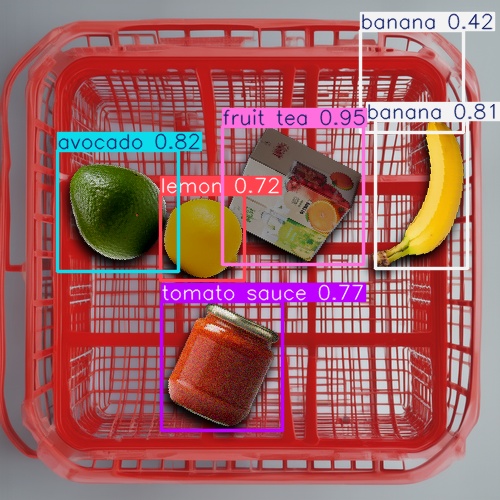 banana 0.42
banana 0.81
fruit tea 0.95
avocado 0.82
lemon 0.72
tomato sauce 0.77